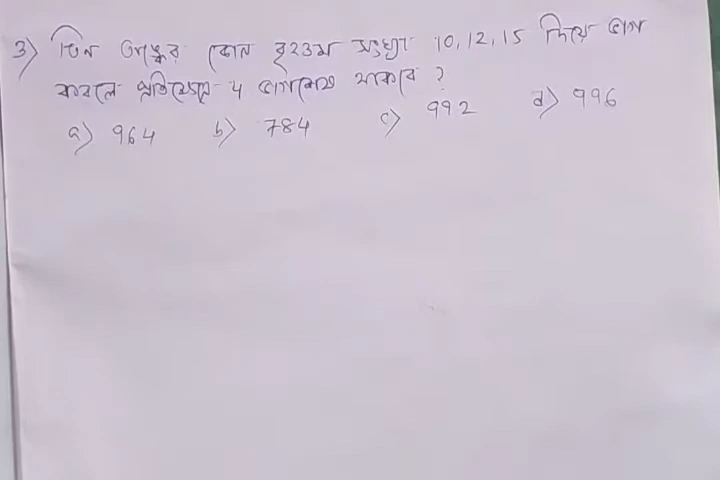 3) তিন অঙ্কের কোন বৃহত্তম সংখ্যা 10, 12, 15 দিয়ে ভাগ
করলে প্রতিক্ষেত্রে 4 ভাগশেষ থাকবে ?
a) 964 b) 784 c) 992 d) 996